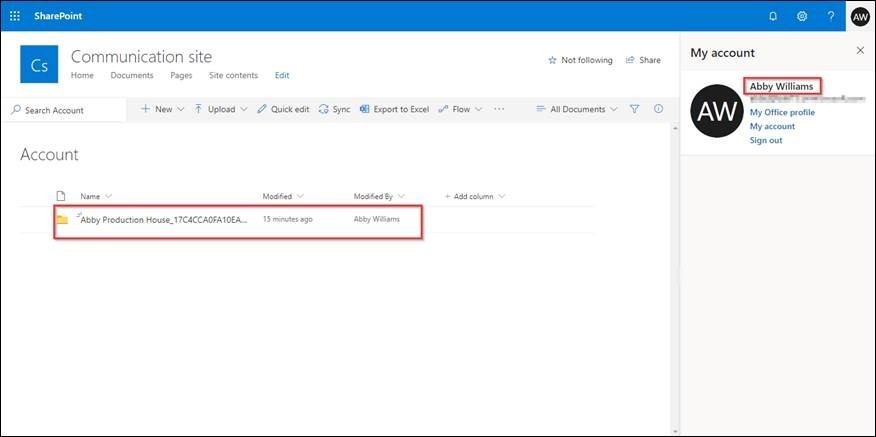 SharePoint
? AW
Cs
Communication site
Home Documents Pages Site contents Edit
Not following Share
Search Account
+ New Upload Quick edit Sync Export to Excel Flow ... All Documents
Account
Name Modified Modified By + Add column
Abby Production House_17C4CCA0FA10EA... 15 minutes ago Abby Williams
My account
AW
Abby Williams
My Office profile
My account
Sign out